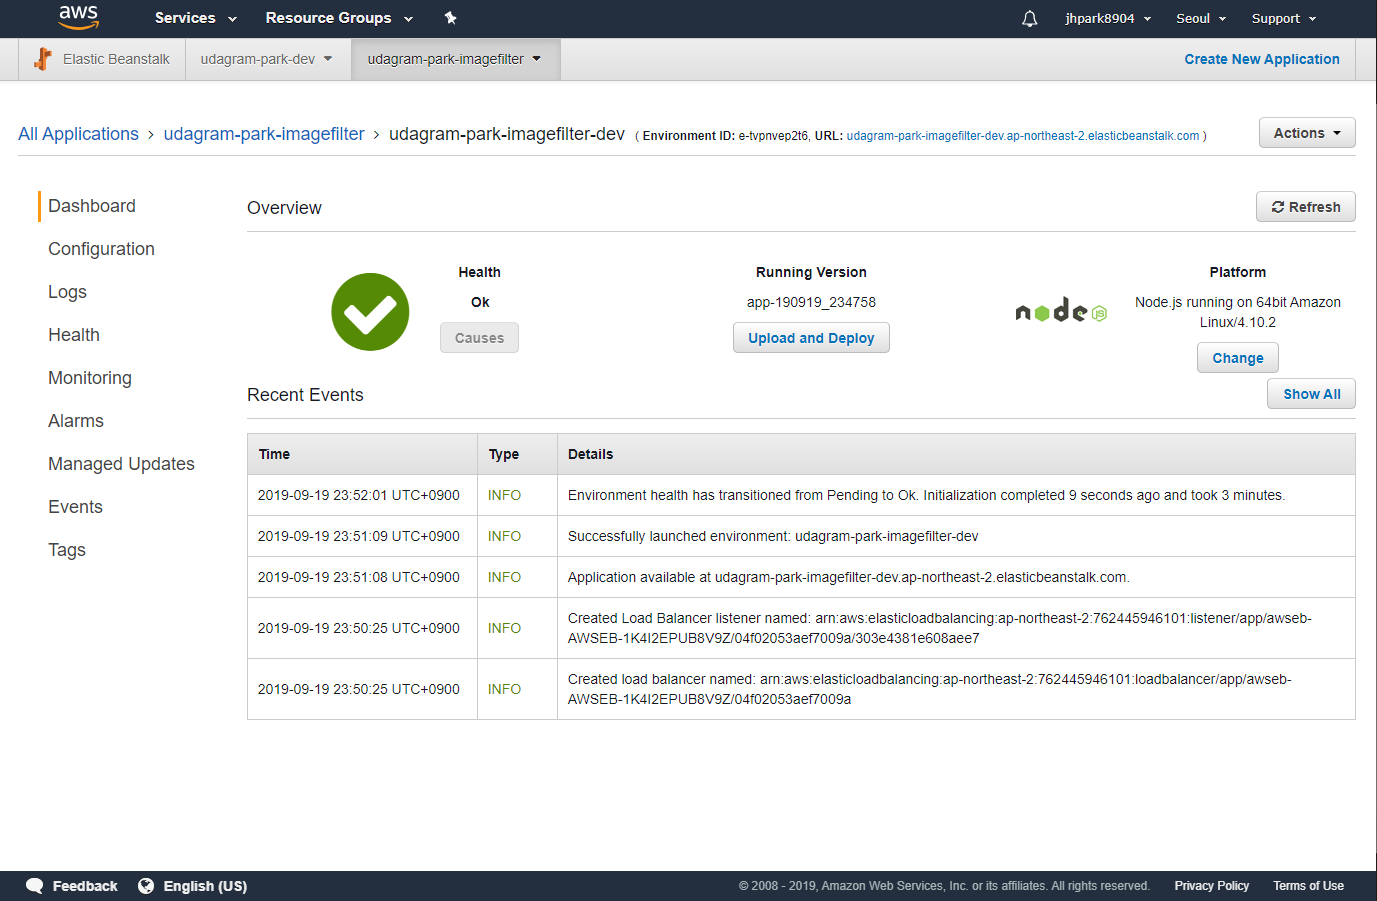 aws Services Resource Groups jhpark8904 Seoul Support
Elastic Beanstalk udagram-park-dev udagram-park-imagefilter Create New Application
All Applications › udagram-park-imagefilter › udagram-park-imagefilter-dev ( Environment ID: e-tvpnvep2t6, URL: udagram-park-imagefilter-dev.ap-northeast-2.elasticbeanstalk.com ) Actions
Dashboard
Configuration
Logs
Health
Monitoring
Alarms
Managed Updates
Events
Tags
Overview Refresh
Health
Ok
Causes
Running Version
app-190919_234758
Upload and Deploy
node JS
Platform
Node.js running on 64bit Amazon
Linux/4.10.2
Change
Recent Events Show All
Time Type Details
2019-09-19 23:52:01 UTC+0900 INFO Environment health has transitioned from Pending to Ok. Initialization completed 9 seconds ago and took 3 minutes.
2019-09-19 23:51:09 UTC+0900 INFO Successfully launched environment: udagram-park-imagefilter-dev
2019-09-19 23:51:08 UTC+0900 INFO Application available at udagram-park-imagefilter-dev.ap-northeast-2.elasticbeanstalk.com.
2019-09-19 23:50:25 UTC+0900 INFO Created Load Balancer listener named: arn:aws:elasticloadbalancing:ap-northeast-2:762445946101:listener/app/awseb-
AWSEB-1K4I2EPUB8V9Z/04f02053aef7009a/303e4381e608aee7
2019-09-19 23:50:25 UTC+0900 INFO Created load balancer named: arn:aws:elasticloadbalancing:ap-northeast-2:762445946101:loadbalancer/app/awseb-
AWSEB-1K4I2EPUB8V9Z/04f02053aef7009a
Feedback English (US) © 2008 - 2019, Amazon Web Services, Inc. or its affiliates. All rights reserved. Privacy Policy Terms of Use